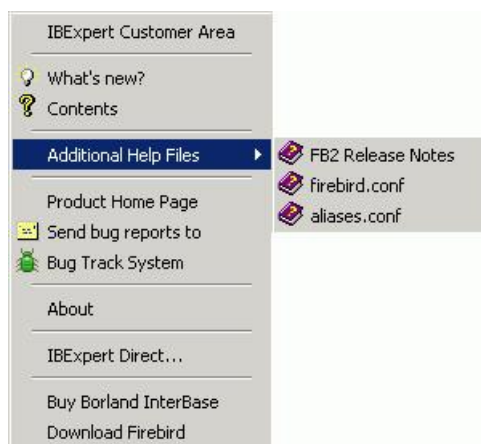 IBExpert Customer Area
What's new?
Contents
Additional Help Files
FB2 Release Notes
firebird.conf
aliases.conf
Product Home Page
Send bug reports to
Bug Track System
About
IBExpert Direct...
Buy Borland InterBase
Download Firebird